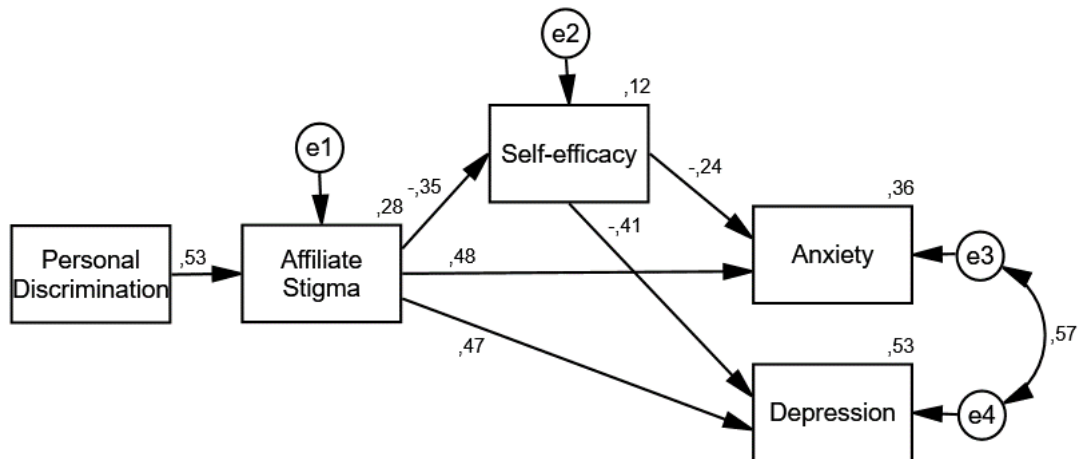 e2
,12
Self-efficacy
e1
-,35
-,24
,28
,36
-,41
Personal
Discrimination
,53
Affiliate
Stigma
,48
Anxiety
e3
,47
,57
,53
Depression
e4